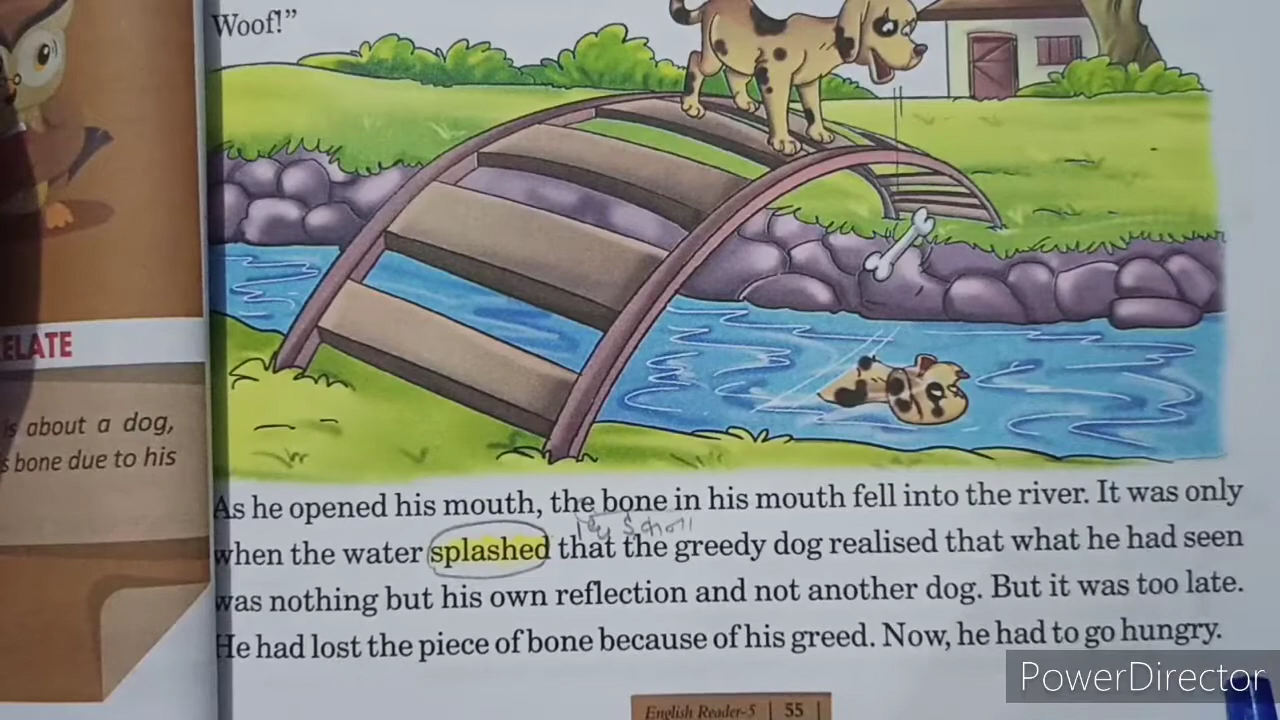 Woof!”
ELATE
is about a dog,
s bone due to his
As he opened his mouth, the bone in his mouth fell into the river. It was only
when the water splashed that the greedy dog realised that what he had seen
was nothing but his own reflection and not another dog. But it was too late.
He had lost the piece of bone because of his greed. Now, he had to go hungry.
English Reader-5 | 55 |
PowerDirector